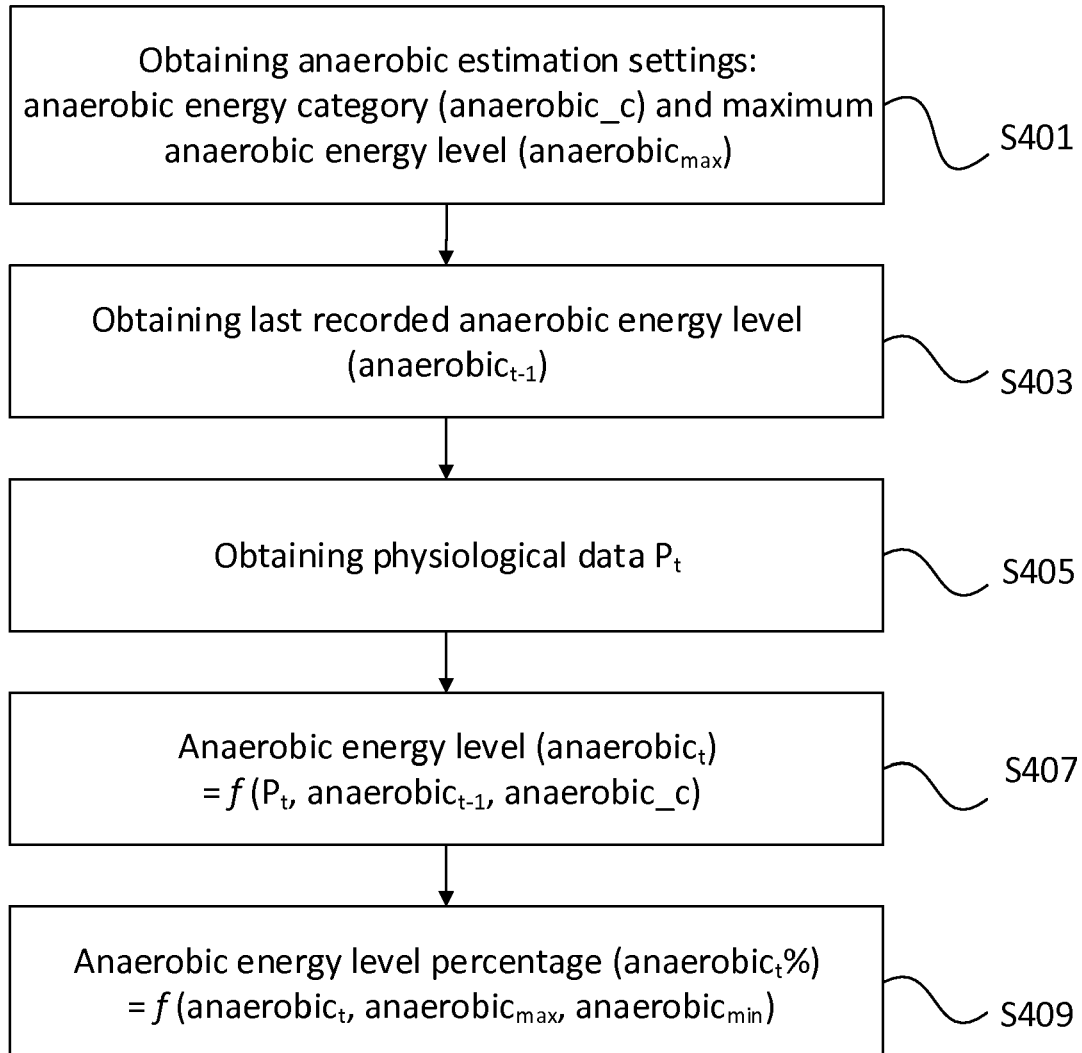 Obtaining anaerobic estimation settings:
anaerobic energy category (anaerobic_c) and maximum
anaerobic energy level (anaerobicmax)
S401
Obtaining last recorded anaerobic energy level
(anaerobict-1)
S403
Obtaining physiological data Pt
S405
Anaerobic energy level (anaerobict)
= f (Pt, anaerobict-1, anaerobic_c)
S407
Anaerobic energy level percentage (anaerobict%)
= f (anaerobict, anaerobicmax, anaerobicmin)
S409